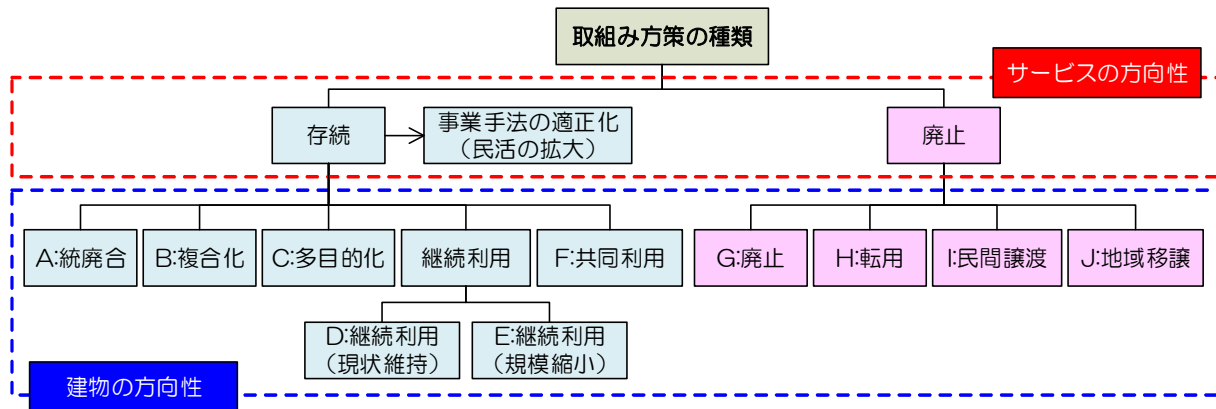 取組み方策の種類
サービスの方向性
存続
事業手法の適正化
（民活の拡大）
廃止
A:統廃合
B:複合化
C:多目的化
継続利用
F:共同利用
G:廃止
H:転用
I:民間譲渡
J:地域移譲
D:継続利用
（現状維持）
E:継続利用
（規模縮小）
建物の方向性